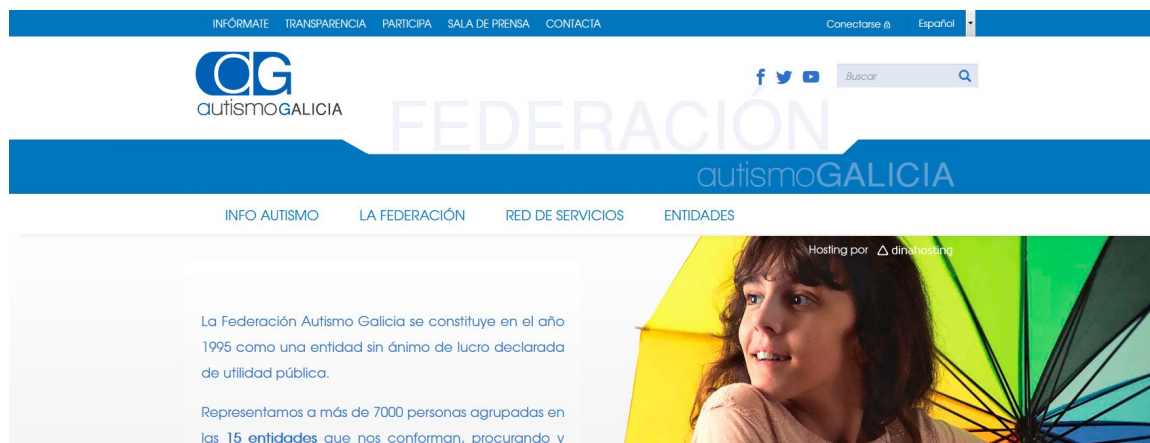 INFÓRMATE TRANSPARENCIA PARTICIPA SALA DE PRENSA CONTACTA Conectarse Español
Buscar
autismoGALICIA
FEDERACIÓN
autismoGALICIA
INFO AUTISMO LA FEDERACIÓN RED DE SERVICIOS ENTIDADES
Hosting por dinahosting
La Federación Autismo Galicia se constituye en el año
1995 como una entidad sin ánimo de lucro declarada
de utilidad pública.
Representamos a más de 7000 personas agrupadas en
las 15 entidades que nos conforman, procurando y